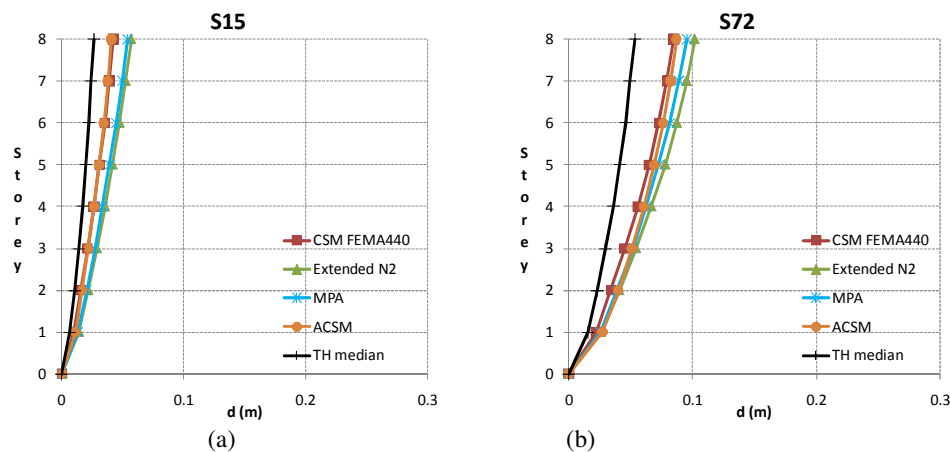 S15
8
7
6
5
4
3
2
1
0
Storey
CSM FEMA440
Extended N2
MPA
ACSM
TH median
0 0.1 0.2 0.3
d (m)
(a)
S72
8
7
6
5
4
3
2
1
0
Storey
CSM FEMA440
Extended N2
MPA
ACSM
TH median
0 0.1 0.2 0.3
d (m)
(b)